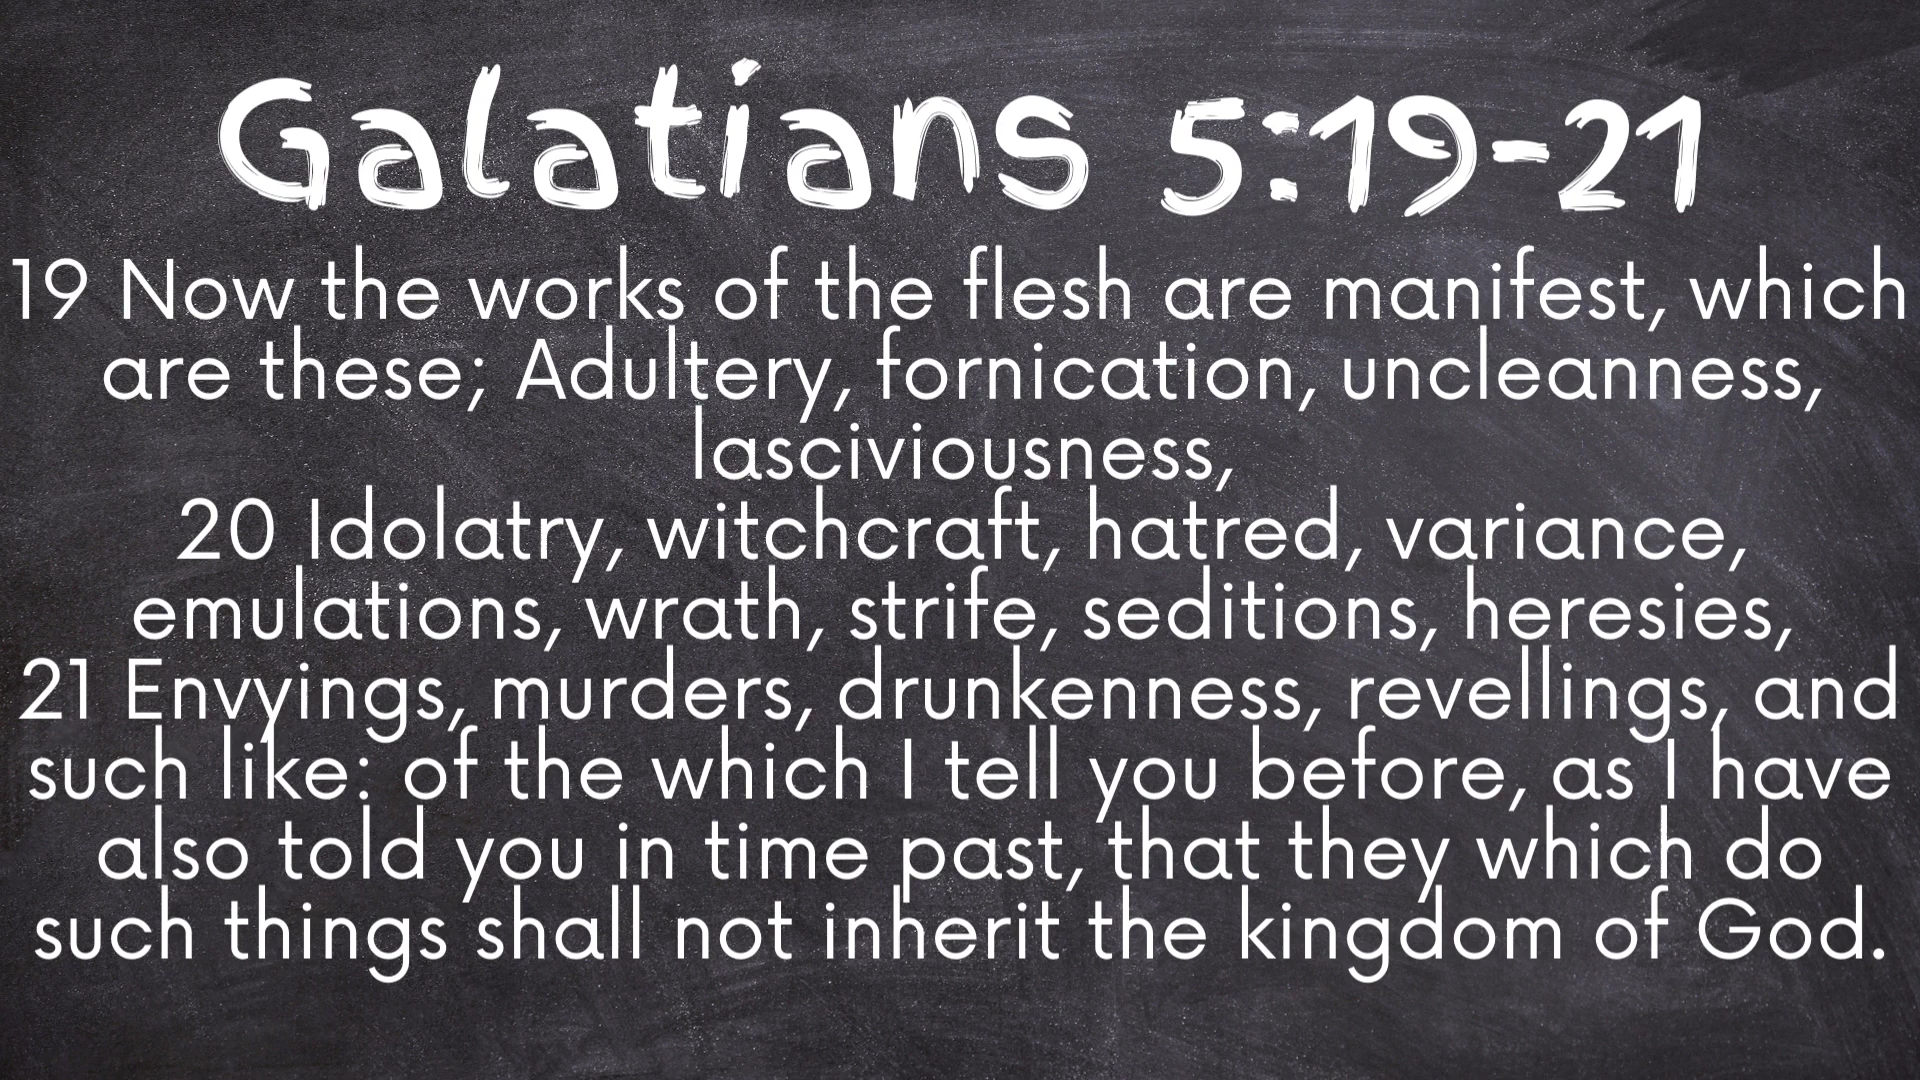 Galatians 5:19-21
19 Now the works of the flesh are manifest, which
are these; Adultery, fornication, uncleanness,
lasciviousness,
20 Idolatry, witchcraft, hatred, variance,
emulations, wrath, strife, seditions, heresies,
21 Envyings, murders, drunkenness, revellings, and
such like: of the which I tell you before, as I have
also told you in time past, that they which do
such things shall not inherit the kingdom of God.